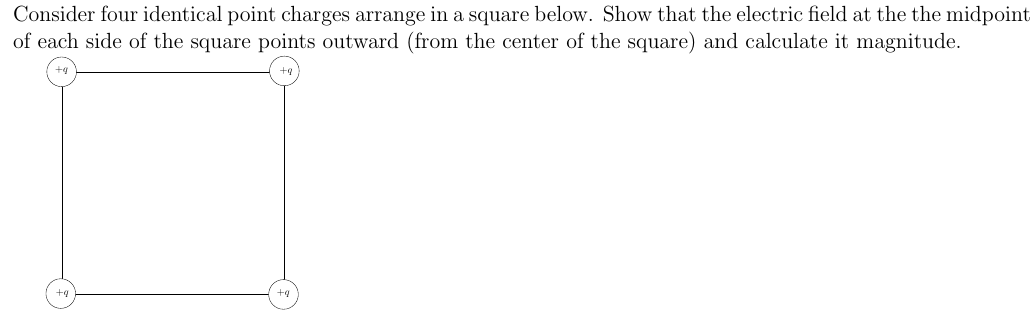 Consider four identical point charges arrange in a square below. Show that the electric field at the the midpoint
of each side of the square points outward (from the center of the square) and calculate it magnitude.
+q +q
+q +q